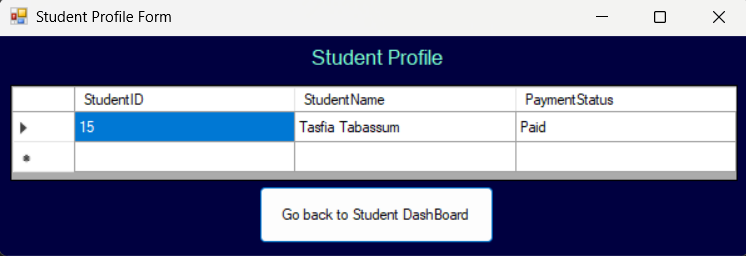 Student Profile Form
Student Profile
StudentID StudentName PaymentStatus
15 Tasfia Tabassum Paid
Go back to Student DashBoard